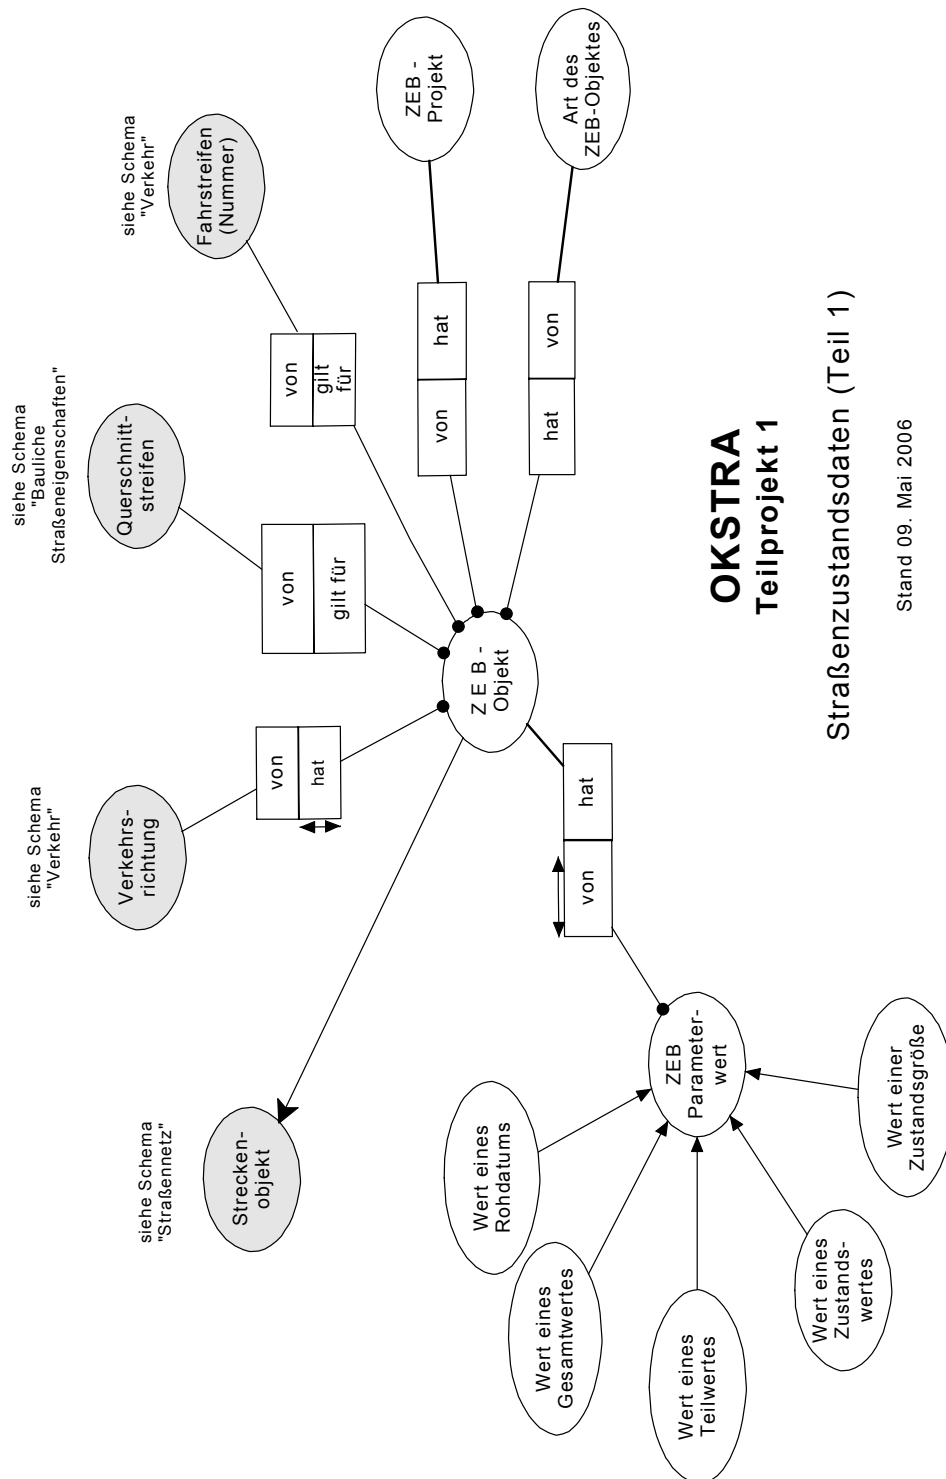 siehe Schema
"Straßennetz"
Strecken-
objekt
siehe Schema
"Verkehr"
Verkehrs-
richtung
von
hat
siehe Schema
"Bauliche
Straßeneigenschaften"
Querschnitt-
streifen
von
gilt für
siehe Schema
"Verkehr"
Fahrstreifen
(Nummer)
von
gilt
für
ZEB -
Projekt
von
hat
Art des
ZEB-Objektes
hat
von
Z E B -
Objekt
von
hat
ZEB
Parameter-
wert
Wert eines
Rohdatums
Wert eines
Gesamtwertes
Wert eines
Teilwertes
Wert eines
Zustands-
wertes
Wert einer
Zustandsgröße
OKSTRA
Teilprojekt 1
Straßenzustandsdaten (Teil 1)
Stand 09. Mai 2006